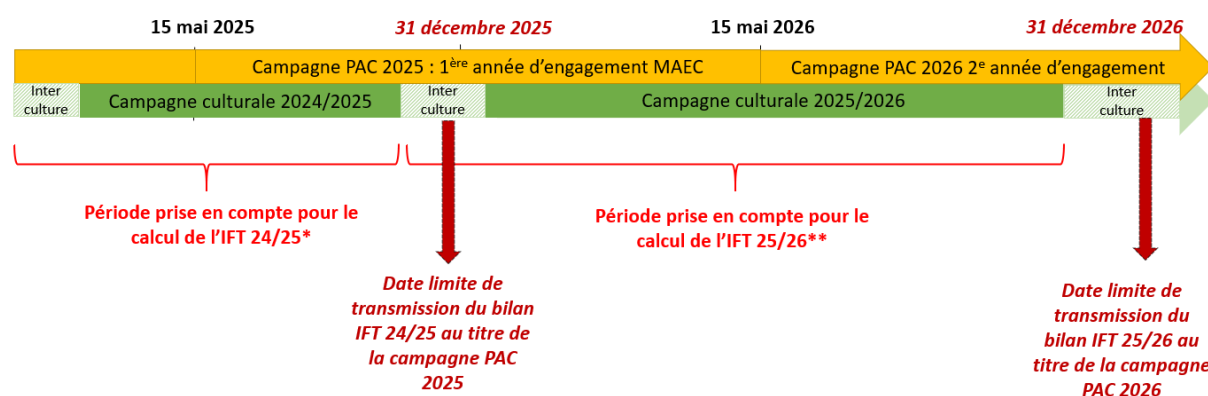 15 mai 2025
31 décembre 2025
15 mai 2026
31 décembre 2026
Campagne PAC 2025 : 1ère année d'engagement MAEC
Campagne PAC 2026 2e année d'engagement
Inter
culture
Campagne culturale 2024/2025
Inter
culture
Campagne culturale 2025/2026
Inter
culture
Période prise en compte pour le
calcul de l'IFT 24/25*
Période prise en compte pour le
calcul de l'IFT 25/26**
Date limite de
transmission du bilan
IFT 24/25 au titre de
la campagne PAC
2025
Date limite de
transmission du
bilan IFT 25/26 au
titre de la campagne
PAC 2026